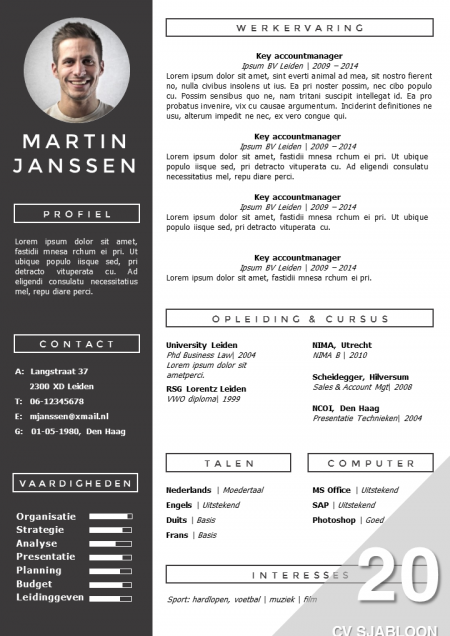 MARTIN
JANSSEN
PROFIEL
Lorem ipsum dolor sit amet,
fastidii mnesa rchum ei pri. Ut
ubique populo iisque sed, pri
detracto vituperata cu. Ad
eligendi consulatu necessitatibus
mel, repu diare perci.
CONTACT
A: Langstraat 37
2300 XD Leiden
T: 06-12345678
E: mjanssen@xmail.nl
G: 01-05-1980, Den Haag
VAARDIGHEDEN
Organisatie
Strategie
Analyse
Presentatie
Planning
Budget
Leidinggeven
WERKERVARING
Key accountmanager
Ipsum BV Leiden | 2009 – 2014
Lorem ipsum dolor sit amet, sint everti animal ad mea, sit nostro fierent
no, nulla civibus insolens ut ius. Ea pri noster possim, nec cibo populo
cu. Possim sensibus quo ne, nam tritani suscipit intellegat id. Ea pro
probatus invenire, vix cu causae argumentum. Inciderint definitiones ne
usu, alterum impedit ne nec, ex vero congue qui.
Key accountmanager
Ipsum BV Leiden | 2009 – 2014
Lorem ipsum dolor sit amet, fastidii mnesa rchum ei pri. Ut ubique
populo iisque sed, pri detracto vituperata cu. Ad eligendi consulatu
necessitatibus mel, repudiare perci.
Key accountmanager
Ipsum BV Leiden | 2009 – 2014
Lorem ipsum dolor sit amet, fastidii mnesa rchum ei pri. Ut ubique
populo iisque sed, pri detracto vituperata cu.
Key accountmanager
Ipsum BV Leiden | 2009 – 2014
Lorem ipsum dolor sit amet, fastidii mnesa rchum ei pri.
OPLEIDING & CURSUS
University Leiden
Phd Business Law| 2004
Lorem ipsum dolor sit
ametperci.
RSG Lorentz Leiden
VWO diploma| 1999
NIMA, Utrecht
NIMA B | 2010
Scheidegger, Hilversum
Sales & Account Mgt| 2008
NCOI, Den Haag
Presentatie Technieken| 2004
TALEN
Nederlands | Moedertaal
Engels | Uitstekend
Duits | Basis
Frans | Basis
COMPUTER
MS Office | Uitstekend
SAP | Uitstekend
Photoshop | Goed
INTERESSES
Sport: hardlopen, voetbal | muziek | film
20
CV SJABLOON